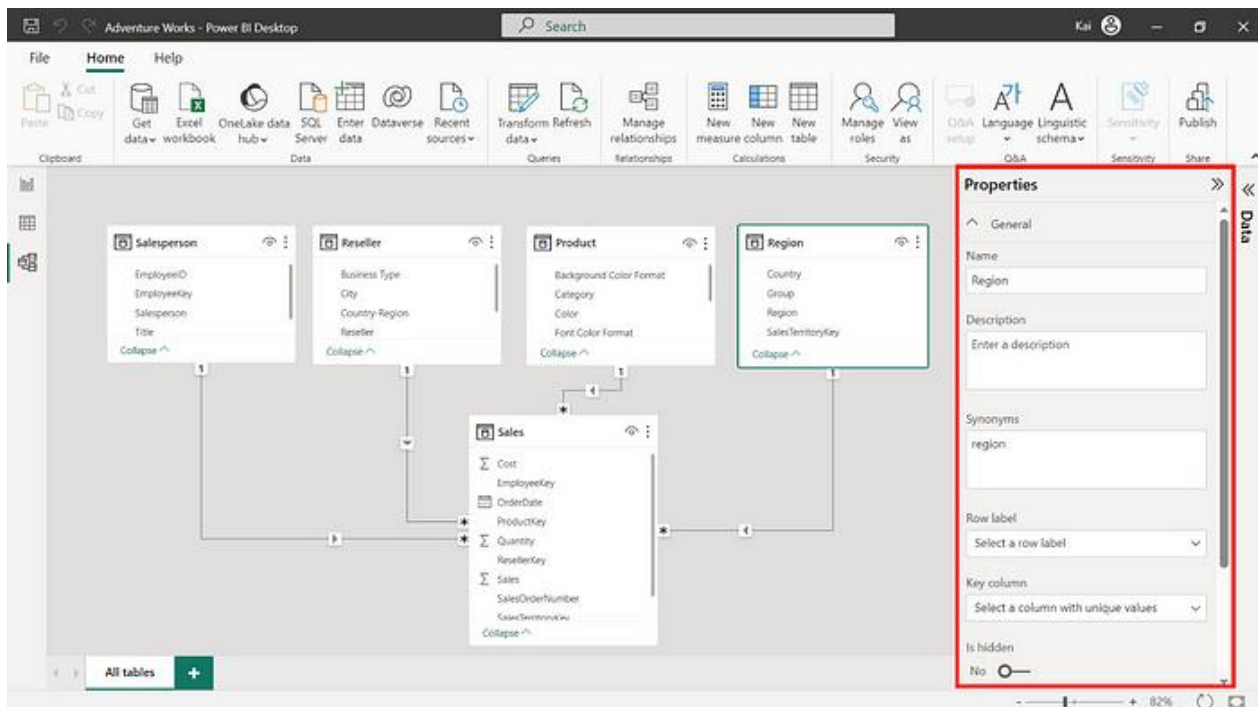 Adventure Works - Power BI Desktop
Search
Kai
File Home Help
Paste
Cut
Copy
Clipboard
Get data
Excel workbook
OneLake data hub
SQL Server
Enter data
Dataverse
Recent sources
Data
Transform data
Refresh
Queries
Manage relationships
Relationships
New measure
New column
New table
Calculations
Manage roles
View as
Security
Q&A setup
Language
Linguistic schema
Q&A
Sensitivity
Sensitivity
Publish
Share
Salesperson
EmployeeID
EmployeeKey
Salesperson
Title
Collapse
1
Reseller
Business Type
City
Country-Region
Reseller
Collapse
1
Product
Background Color Format
Category
Color
Font Color Format
Collapse
1
Region
Country
Group
Region
SalesTerritoryKey
Collapse
1
Sales
Σ Cost
EmployeeKey
OrderDate
ProductKey
Σ Quantity
ResellerKey
Σ Sales
SalesOrderNumber
SalesTerritoryKey
Collapse
*
*
*
*
Properties
General
Name
Region
Description
Enter a description
Synonyms
region
Row label
Select a row label
Key column
Select a column with unique values
Is hidden
No
Data
All tables
+
- + 82%